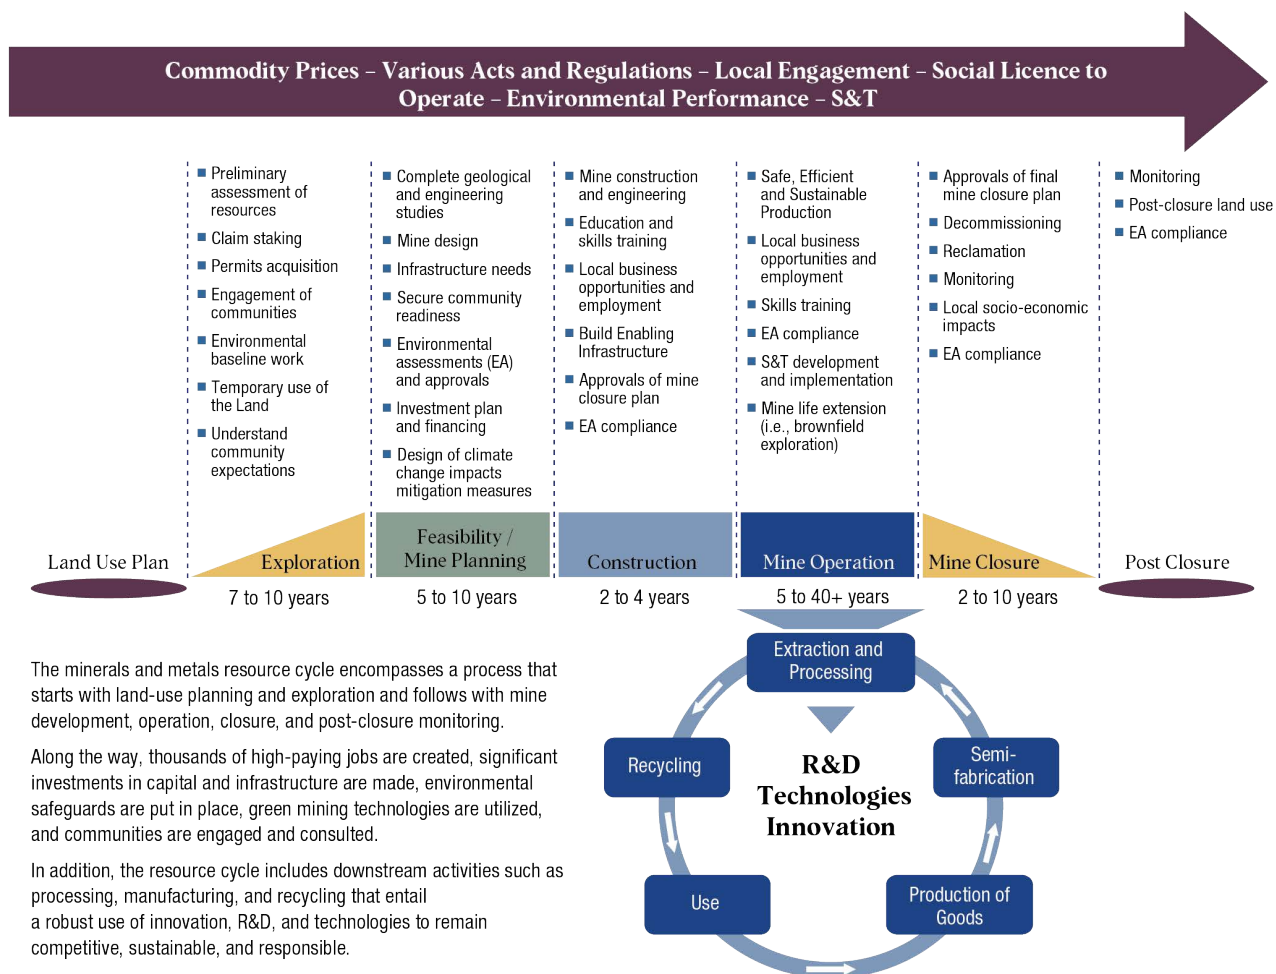 Commodity Prices – Various Acts and Regulations – Local Engagement – Social Licence to
Operate – Environmental Performance – S&T
Preliminary
assessment of
resources
Claim staking
Permits acquisition
Engagement of
communities
Environmental
baseline work
Temporary use of
the Land
Understand
community
expectations
Complete geological
and engineering
studies
Mine design
Infrastructure needs
Secure community
readiness
Environmental
assessments (EA)
and approvals
Investment plan
and financing
Design of climate
change impacts
mitigation measures
Mine construction
and engineering
Education and
skills training
Local business
opportunities and
employment
Build Enabling
Infrastructure
Approvals of mine
closure plan
EA compliance
Safe, Efficient
and Sustainable
Production
Local business
opportunities and
employment
Skills training
EA compliance
S&T development
and implementation
Mine life extension
(i.e., brownfield
exploration)
Approvals of final
mine closure plan
Decommissioning
Reclamation
Monitoring
Local socio-economic
impacts
EA compliance
Monitoring
Post-closure land use
EA compliance
Land Use Plan
Exploration
7 to 10 years
Feasibility /
Mine Planning
5 to 10 years
Construction
2 to 4 years
Mine Operation
5 to 40+ years
Mine Closure
2 to 10 years
Post Closure
The minerals and metals resource cycle encompasses a process that
starts with land-use planning and exploration and follows with mine
development, operation, closure, and post-closure monitoring.
Along the way, thousands of high-paying jobs are created, significant
investments in capital and infrastructure are made, environmental
safeguards are put in place, green mining technologies are utilized,
and communities are engaged and consulted.
In addition, the resource cycle includes downstream activities such as
processing, manufacturing, and recycling that entail
a robust use of innovation, R&D, and technologies to remain
competitive, sustainable, and responsible.
Extraction and
Processing
Recycling
R&D
Technologies
Innovation
Semi-
fabrication
Use
Production of
Goods